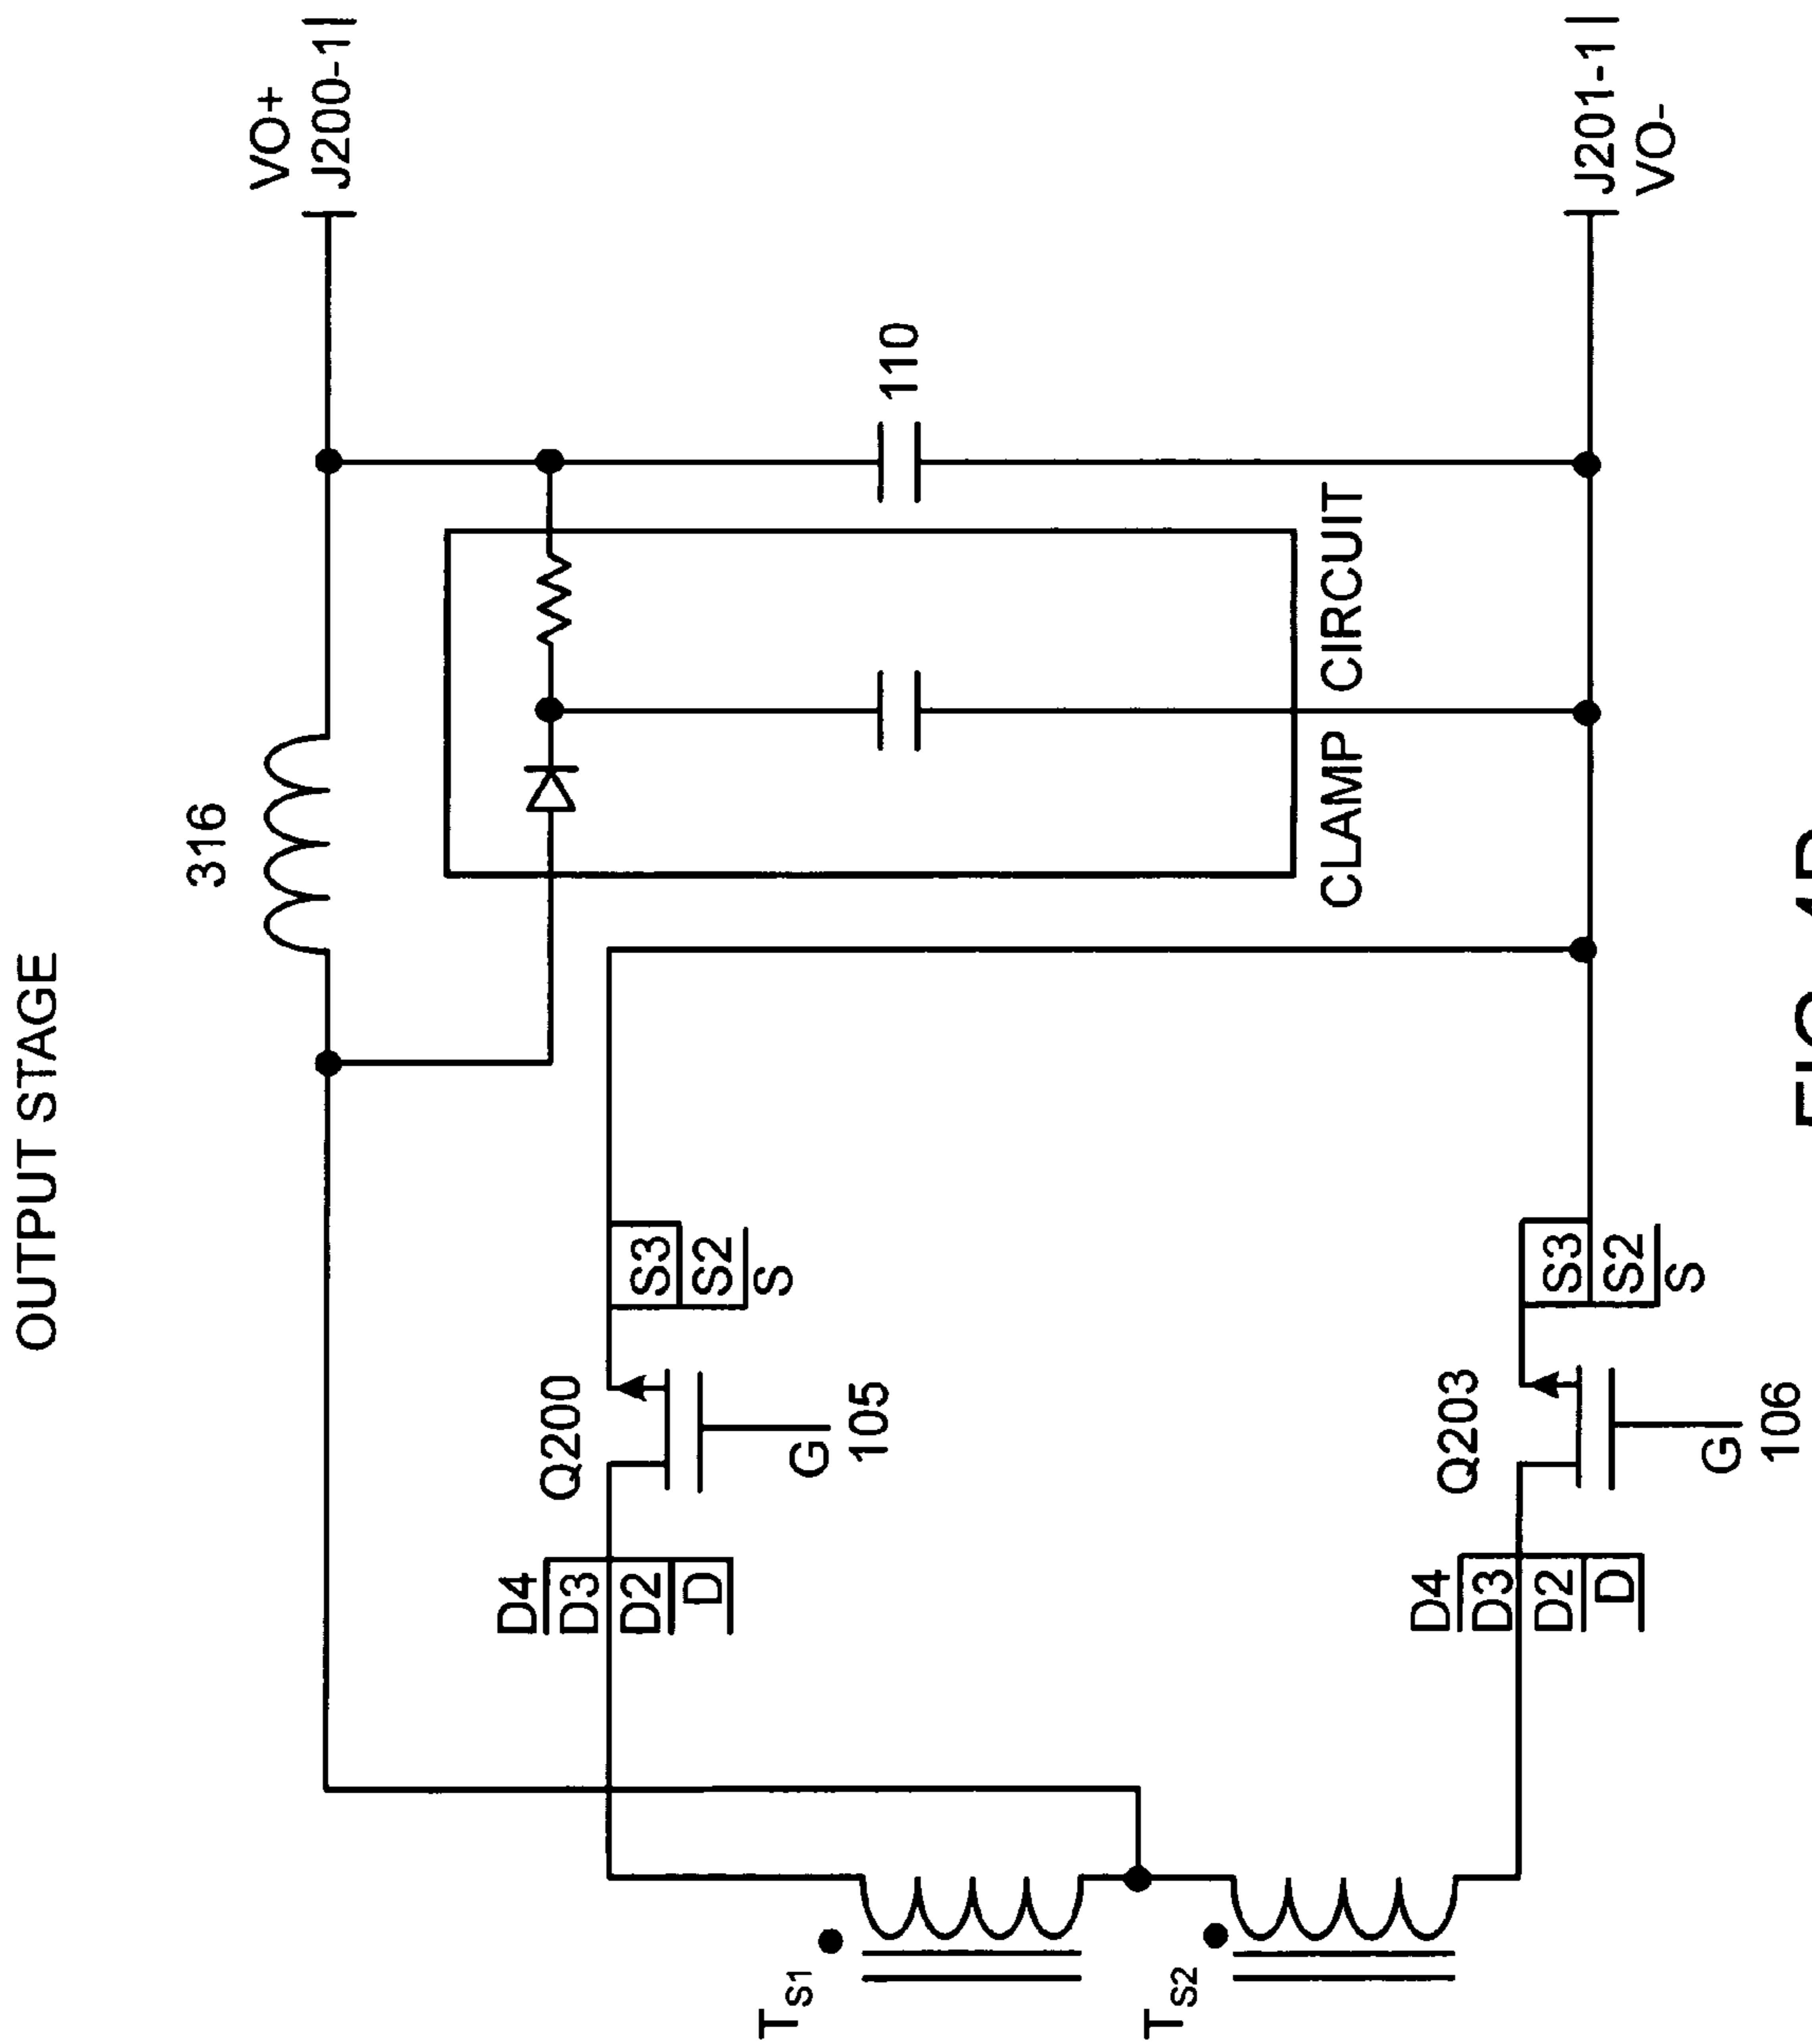 OUTPUT STAGE
316
VO+
J200-1
110
CLAMP CIRCUIT
Q200
D4
D3
D2
D
S3
S2
S
G
105
TS1
TS2
Q203
D4
D3
D2
D
S3
S2
S
G
106
J201-1
VO-